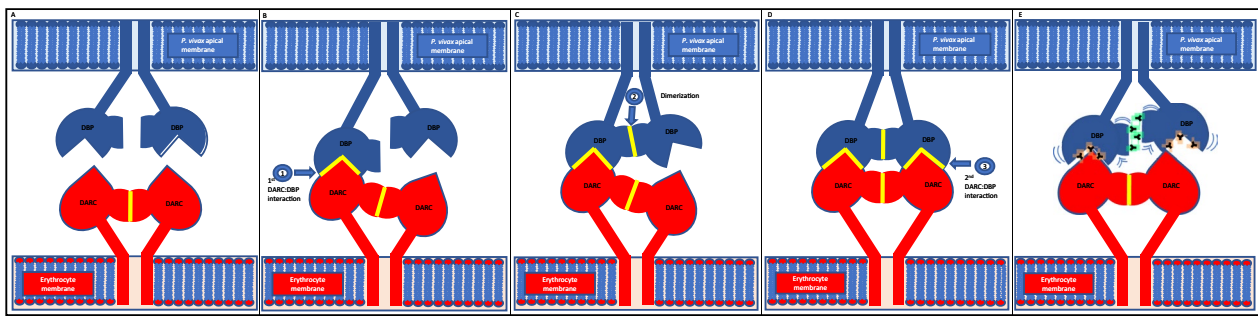 A
P. vivax apical
membrane
DBP
DBP
DARC
DARC
Erythrocyte
membrane
B
P. vivax apical
membrane
DBP
DBP
1
1st
DARC:DBP
interaction
DARC
DARC
Erythrocyte
membrane
C
P. vivax apical
membrane
2
Dimerization
DBP
DBP
DARC
DARC
Erythrocyte
membrane
D
P. vivax apical
membrane
DBP
DBP
3
2nd
DARC:DBP
interaction
DARC
DARC
Erythrocyte
membrane
E
P. vivax apical
membrane
DBP
DBP
DARC
DARC
Erythrocyte
membrane